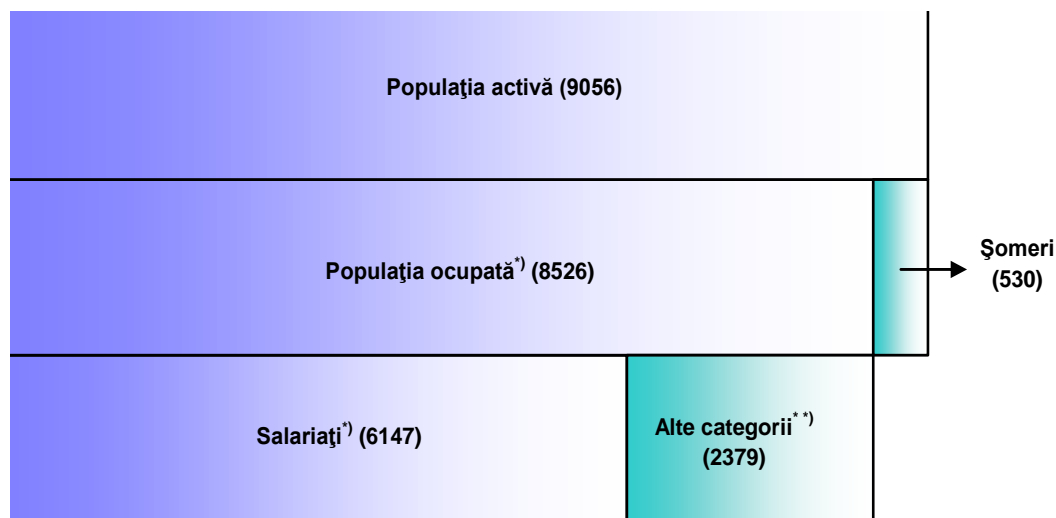 Populaţia activă (9056)
Populaţia ocupată*) (8526)
Şomeri
(530)
Salariaţi*) (6147)
Alte categorii* *)
(2379)